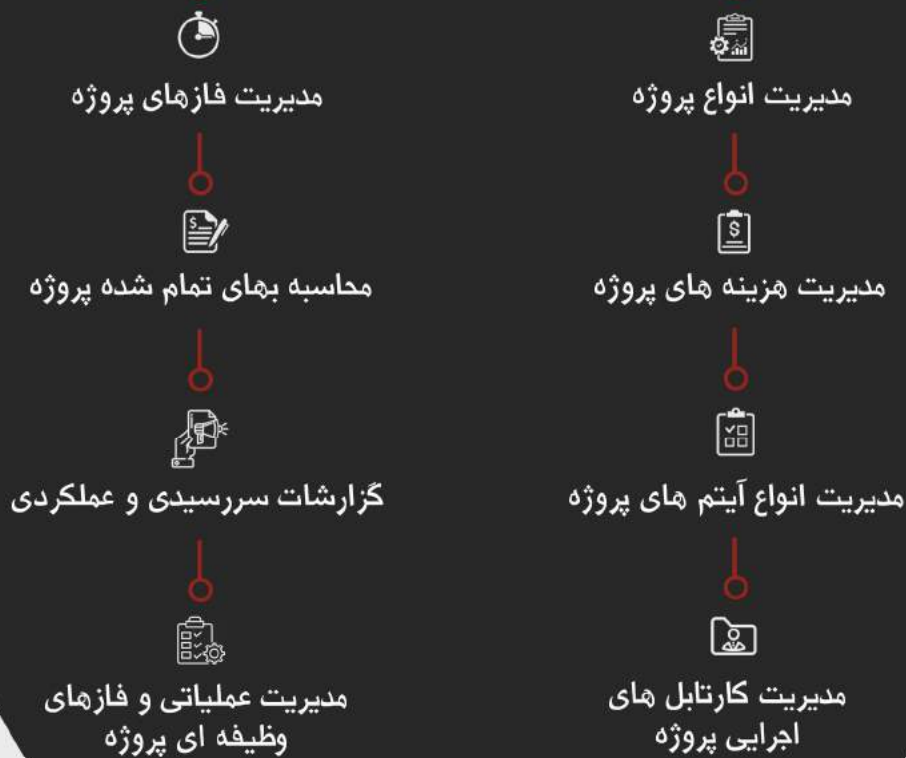 مدیریت انواع پروژه
مدیریت هزینه های پروژه
مدیریت انواع آیتم های پروژه
مدیریت کارتابل های
اجرایی پروژه
مدیریت فازهای پروژه
محاسبه بهای تمام شده پروژه
گزارشات سررسیدی و عملکردی
مدیریت عملیاتی و فازهای
وظیفه ای پروژه